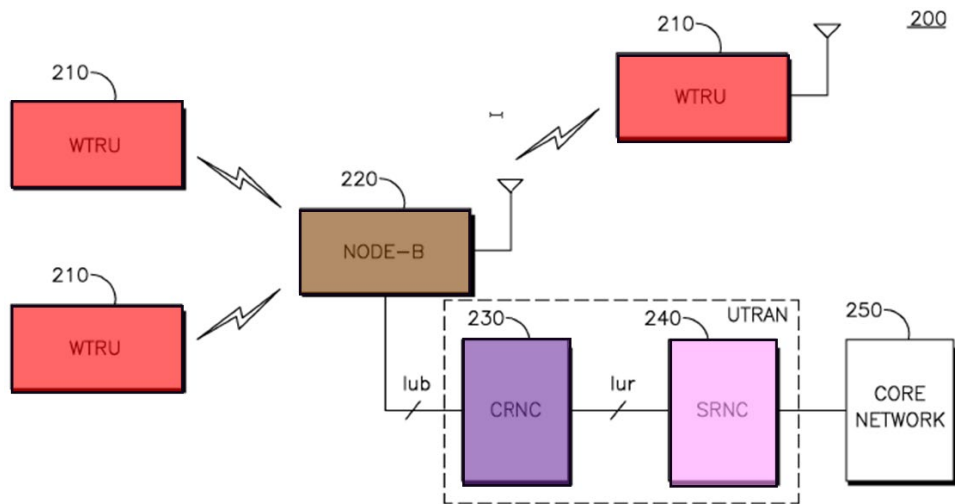 200
210
WTRU
210
WTRU
220
NODE-B
210
WTRU
UTRAN
230
240
250
Iub
CRNC
Iur
SRNC
CORE
NETWORK